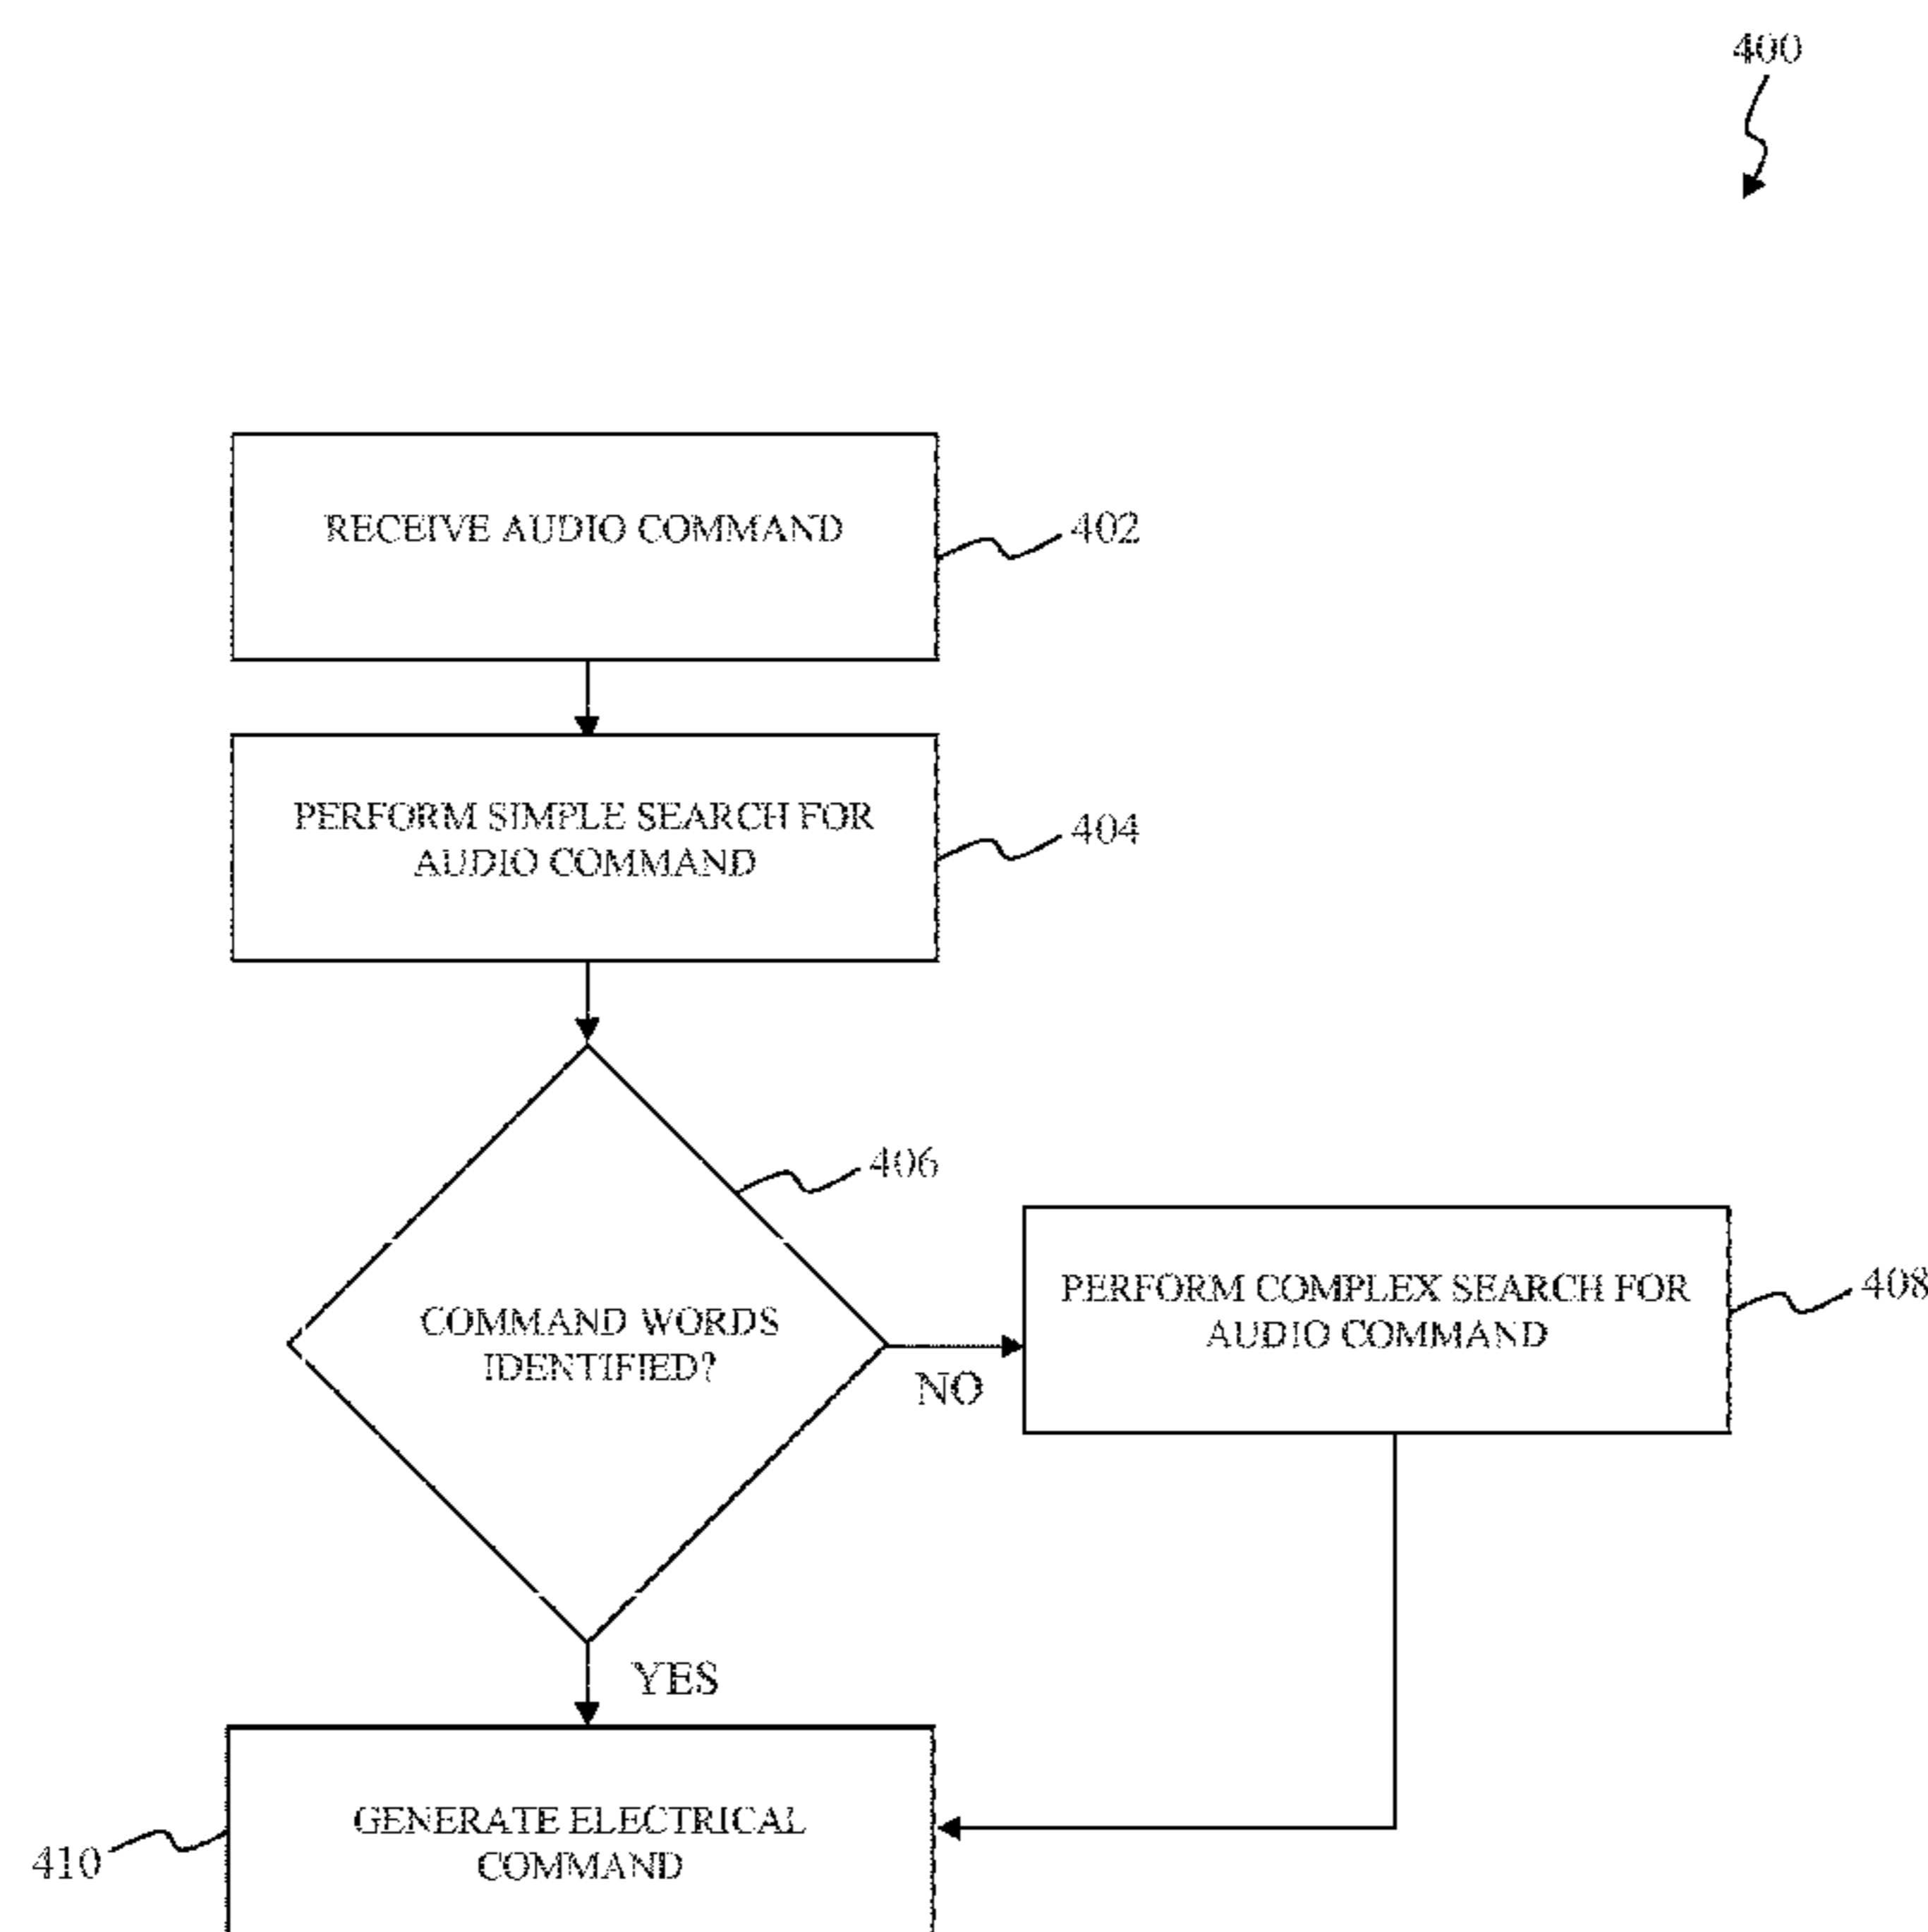 400
RECEIVE AUDIO COMMAND
402
PERFORM SIMPLE SEARCH FOR
AUDIO COMMAND
404
406
COMMAND WORDS
IDENTIFIED?
NO
PERFORM COMPLEX SEARCH FOR
AUDIO COMMAND
408
YES
GENERATE ELECTRICAL
COMMAND
410